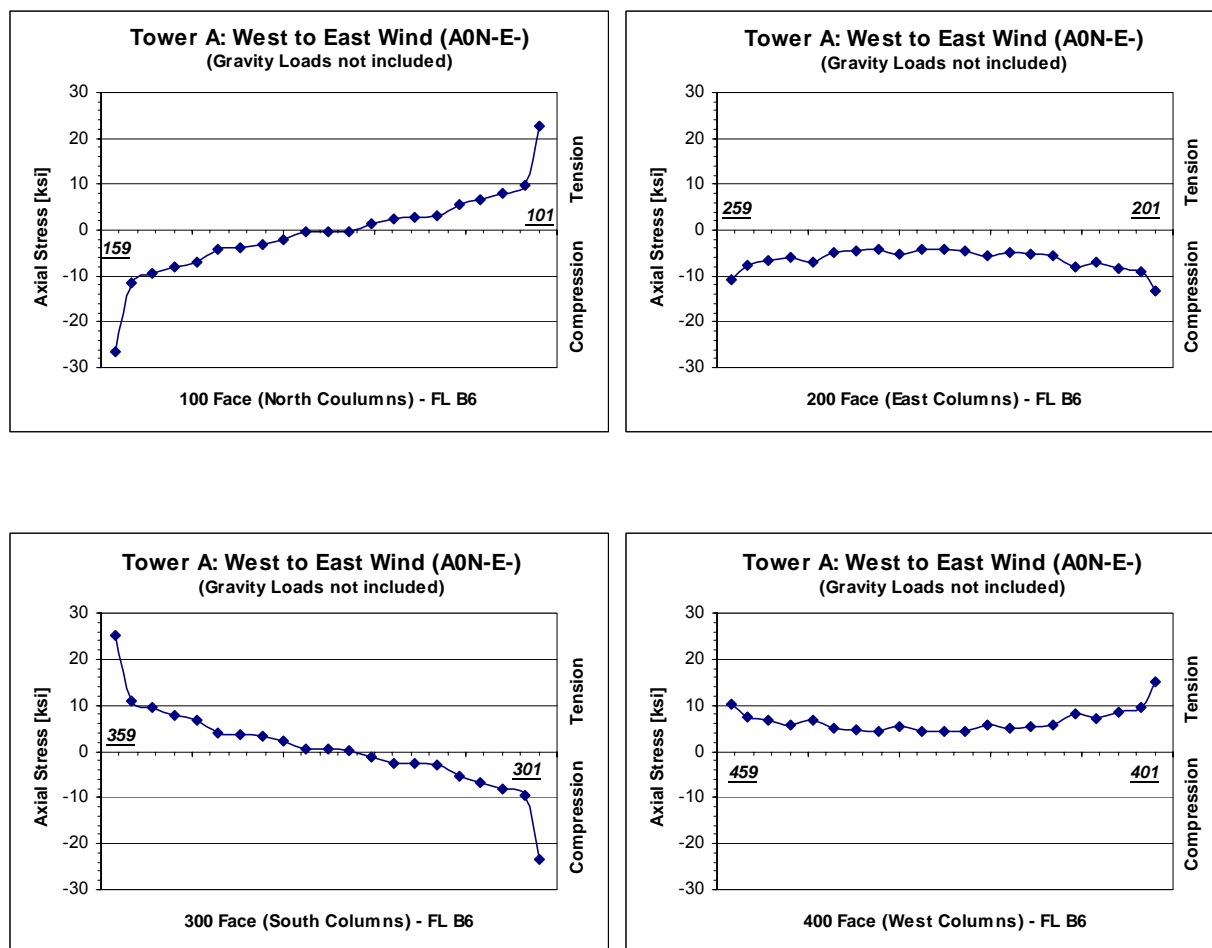 Tower A: West to East Wind (A0N-E-)
(Gravity Loads not included)
30
20
10
0
-10
-20
-30
Axial Stress [ksi]
Tension
Compression
159
101
100 Face (North Coulumns) - FL B6
Tower A: West to East Wind (A0N-E-)
(Gravity Loads not included)
30
20
10
0
-10
-20
-30
Axial Stress [ksi]
Tension
Compression
259
201
200 Face (East Columns) - FL B6
Tower A: West to East Wind (A0N-E-)
(Gravity Loads not included)
30
20
10
0
-10
-20
-30
Axial Stress [ksi]
Tension
Compression
359
301
300 Face (South Columns) - FL B6
Tower A: West to East Wind (A0N-E-)
(Gravity Loads not included)
30
20
10
0
-10
-20
-30
Axial Stress [ksi]
Tension
Compression
459
401
400 Face (West Columns) - FL B6